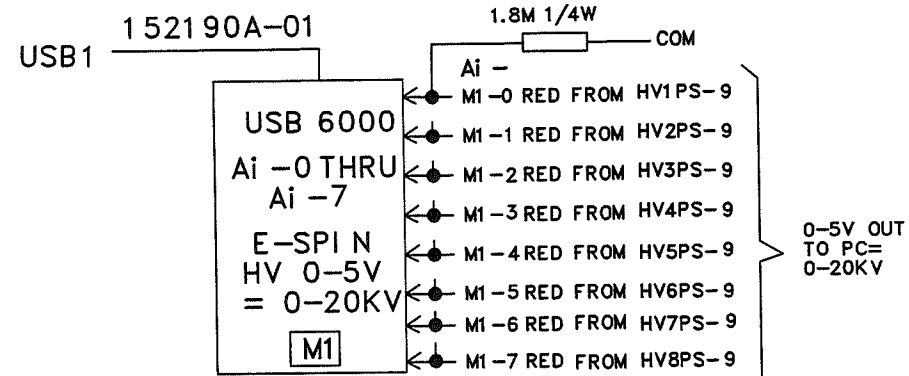 1.8M 1/4W
152190A-01
USB1
COM
Ai -
M1 -0 RED FROM HV1PS-9
USB 6000
M1 -1 RED FROM HV2PS-9
Ai -0 THRU
Ai -7
M1 -2 RED FROM HV3PS-9
M1 -3 RED FROM HV4PS-9
E-SPIN
HV 0-5V
= 0-20KV
M1 -4 RED FROM HV5PS-9
0-5V OUT
TO PC=
0-20KV
M1 -5 RED FROM HV6PS-9
M1 -6 RED FROM HV7PS-9
M1
M1 -7 RED FROM HV8PS-9